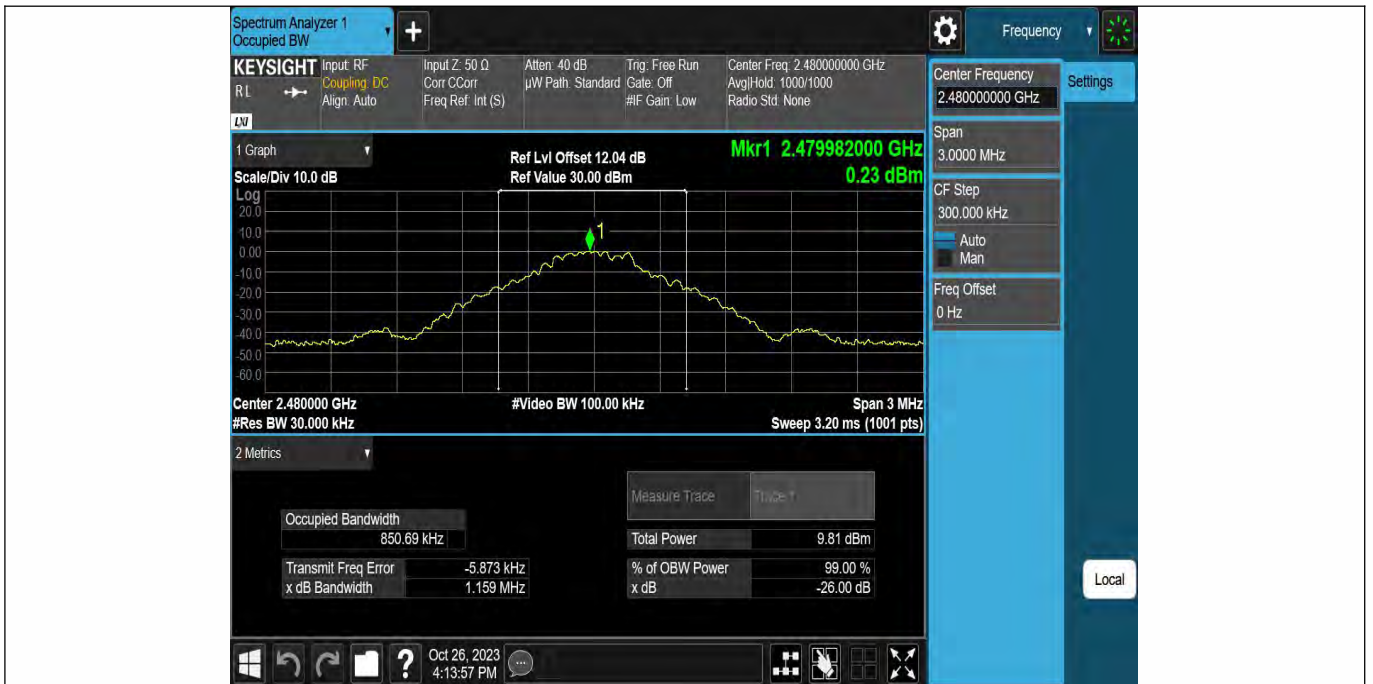 Spectrum Analyzer 1
Occupied BW
+
Frequency
KEYSIGHT
RL
LXI
Input: RF
Coupling: DC
Align: Auto
Input Z: 50 Ω
Corr CCorr
Freq Ref: Int (S)
Atten: 40 dB
µW Path: Standard
Trig: Free Run
Gate: Off
#IF Gain: Low
Center Freq: 2.480000000 GHz
Avg|Hold: 1000/1000
Radio Std: None
1 Graph
Scale/Div 10.0 dB
Ref Lvl Offset 12.04 dB
Ref Value 30.00 dBm
Mkr1 2.479982000 GHz
0.23 dBm
Log
20.0
10.0
0.00
-10.0
-20.0
-30.0
-40.0
-50.0
-60.0
1
Center 2.480000 GHz
#Video BW 100.00 kHz
Span 3 MHz
#Res BW 30.000 kHz
Sweep 3.20 ms (1001 pts)
2 Metrics
Measure Trace
Trace 1
Occupied Bandwidth
850.69 kHz
Total Power 9.81 dBm
Transmit Freq Error -5.873 kHz
% of OBW Power 99.00 %
x dB Bandwidth 1.159 MHz
x dB -26.00 dB
Center Frequency
2.480000000 GHz
Settings
Span
3.0000 MHz
CF Step
300.000 kHz
Auto
Man
Freq Offset
0 Hz
Local
?
Oct 26, 2023
4:13:57 PM